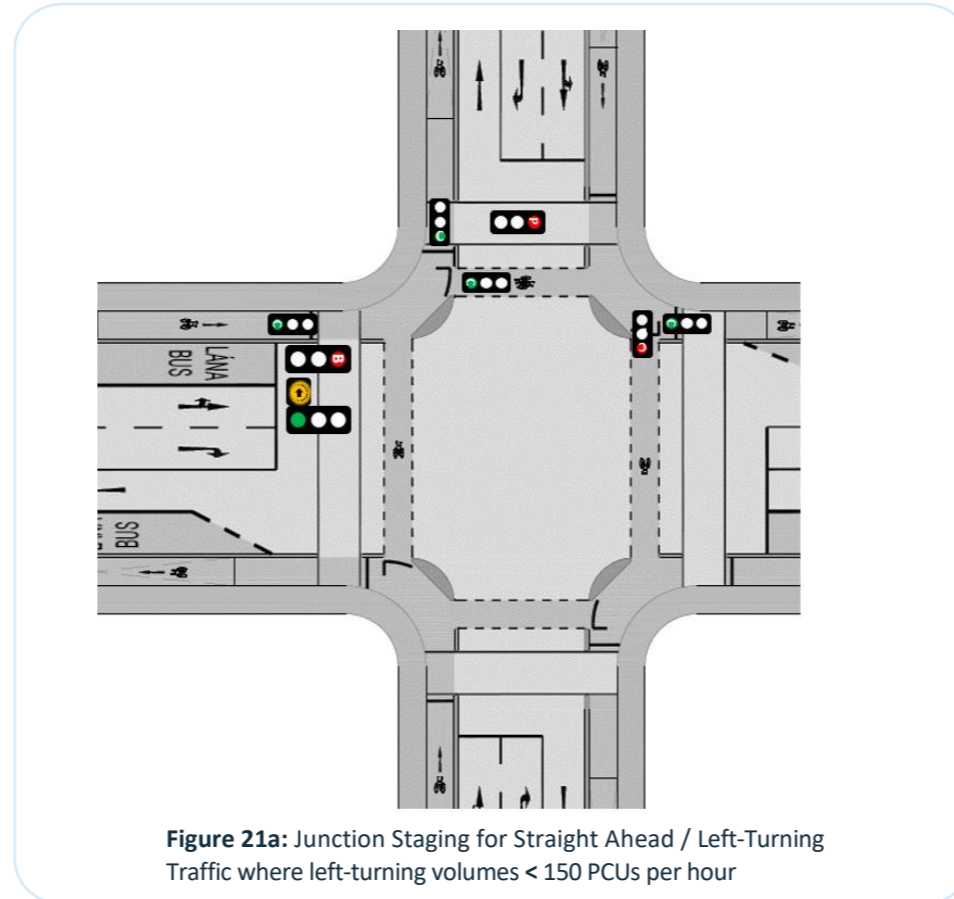 P
LÁNA
BUS
B
BUS
Figure 21a: Junction Staging for Straight Ahead / Left-Turning
Traffic where left-turning volumes < 150 PCUs per hour